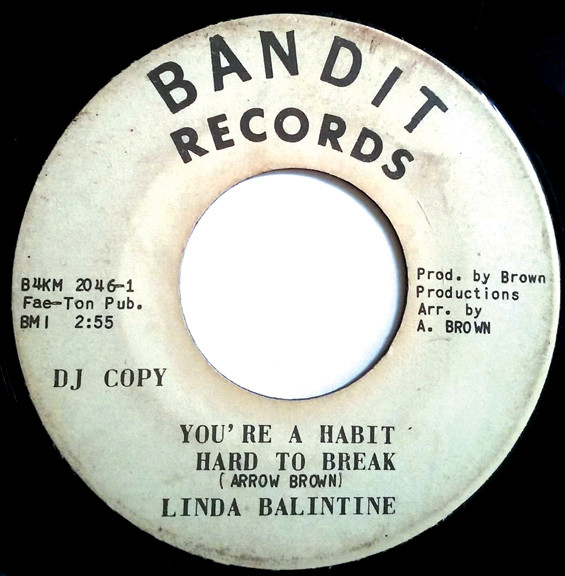 BANDIT
RECORDS
B4KM 2046-1
Fae-Ton Pub.
BMI 2:55
Prod. by Brown
Productions
Arr. by
A. BROWN
DJ COPY
YOU'RE A HABIT
HARD TO BREAK
(ARROW BROWN)
LINDA BALINTINE